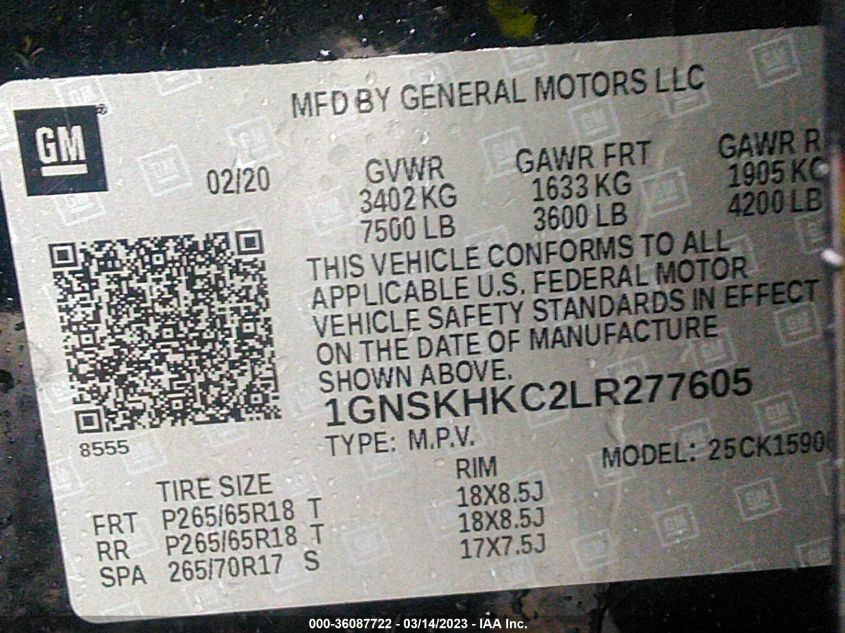 GM
MFD BY GENERAL MOTORS LLC
02/20
GVWR GAWR FRT GAWR R
3402 KG 1633 KG 1905 KG
7500 LB 3600 LB 4200 LB
THIS VEHICLE CONFORMS TO ALL
APPLICABLE U.S. FEDERAL MOTOR
VEHICLE SAFETY STANDARDS IN EFFECT
ON THE DATE OF MANUFACTURE
SHOWN ABOVE.
1GNSKHKC2LR277605
8555
TYPE: M.P.V. MODEL: 25CK1590
TIRE SIZE RIM
FRT P265/65R18 T 18X8.5J
RR P265/65R18 T 18X8.5J
SPA 265/70R17 S 17X7.5J
000-36087722 - 03/14/2023 - IAA Inc.